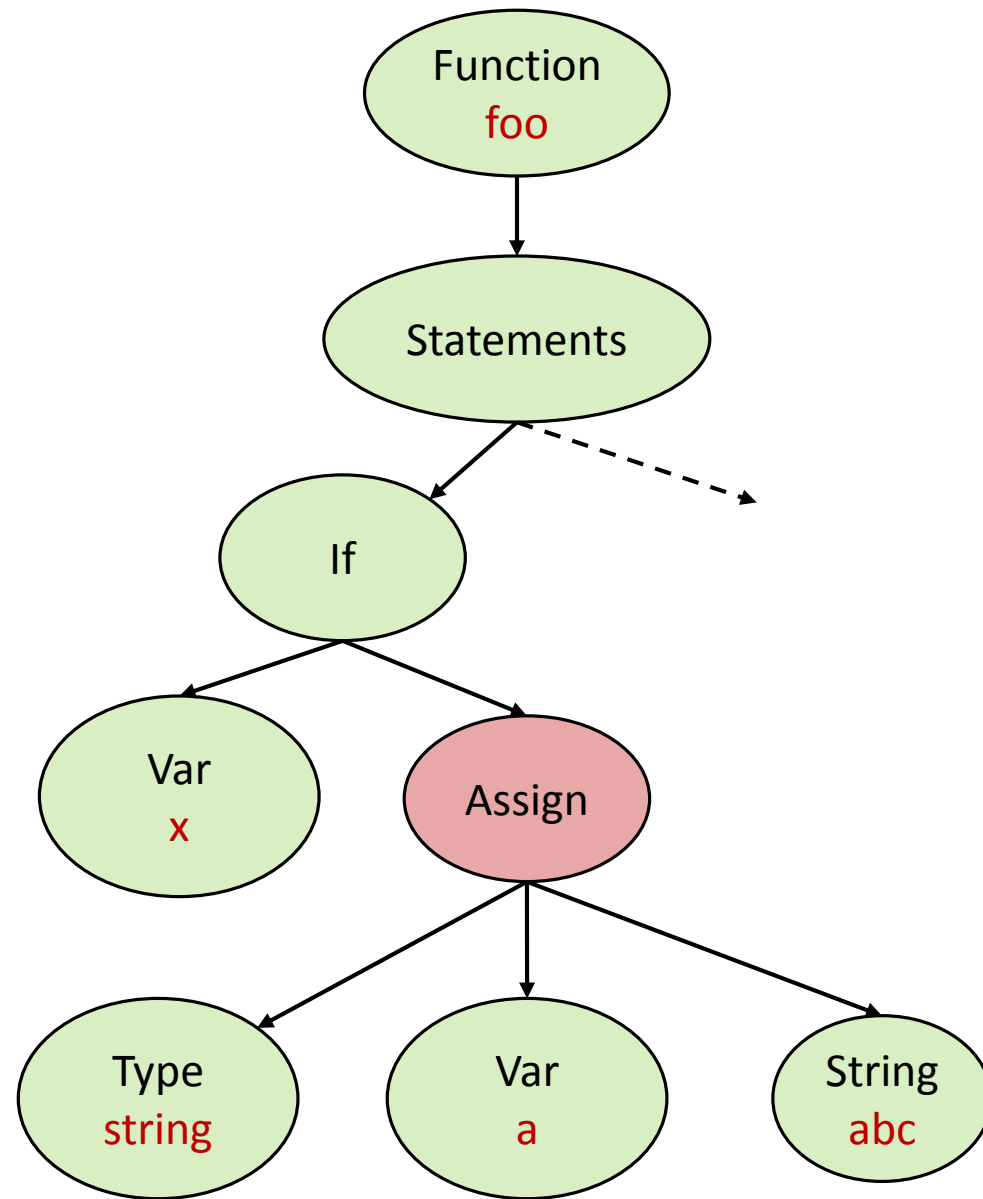 Function
foo
Statements
If
Var
x
Assign
Type
string
Var
a
String
abc